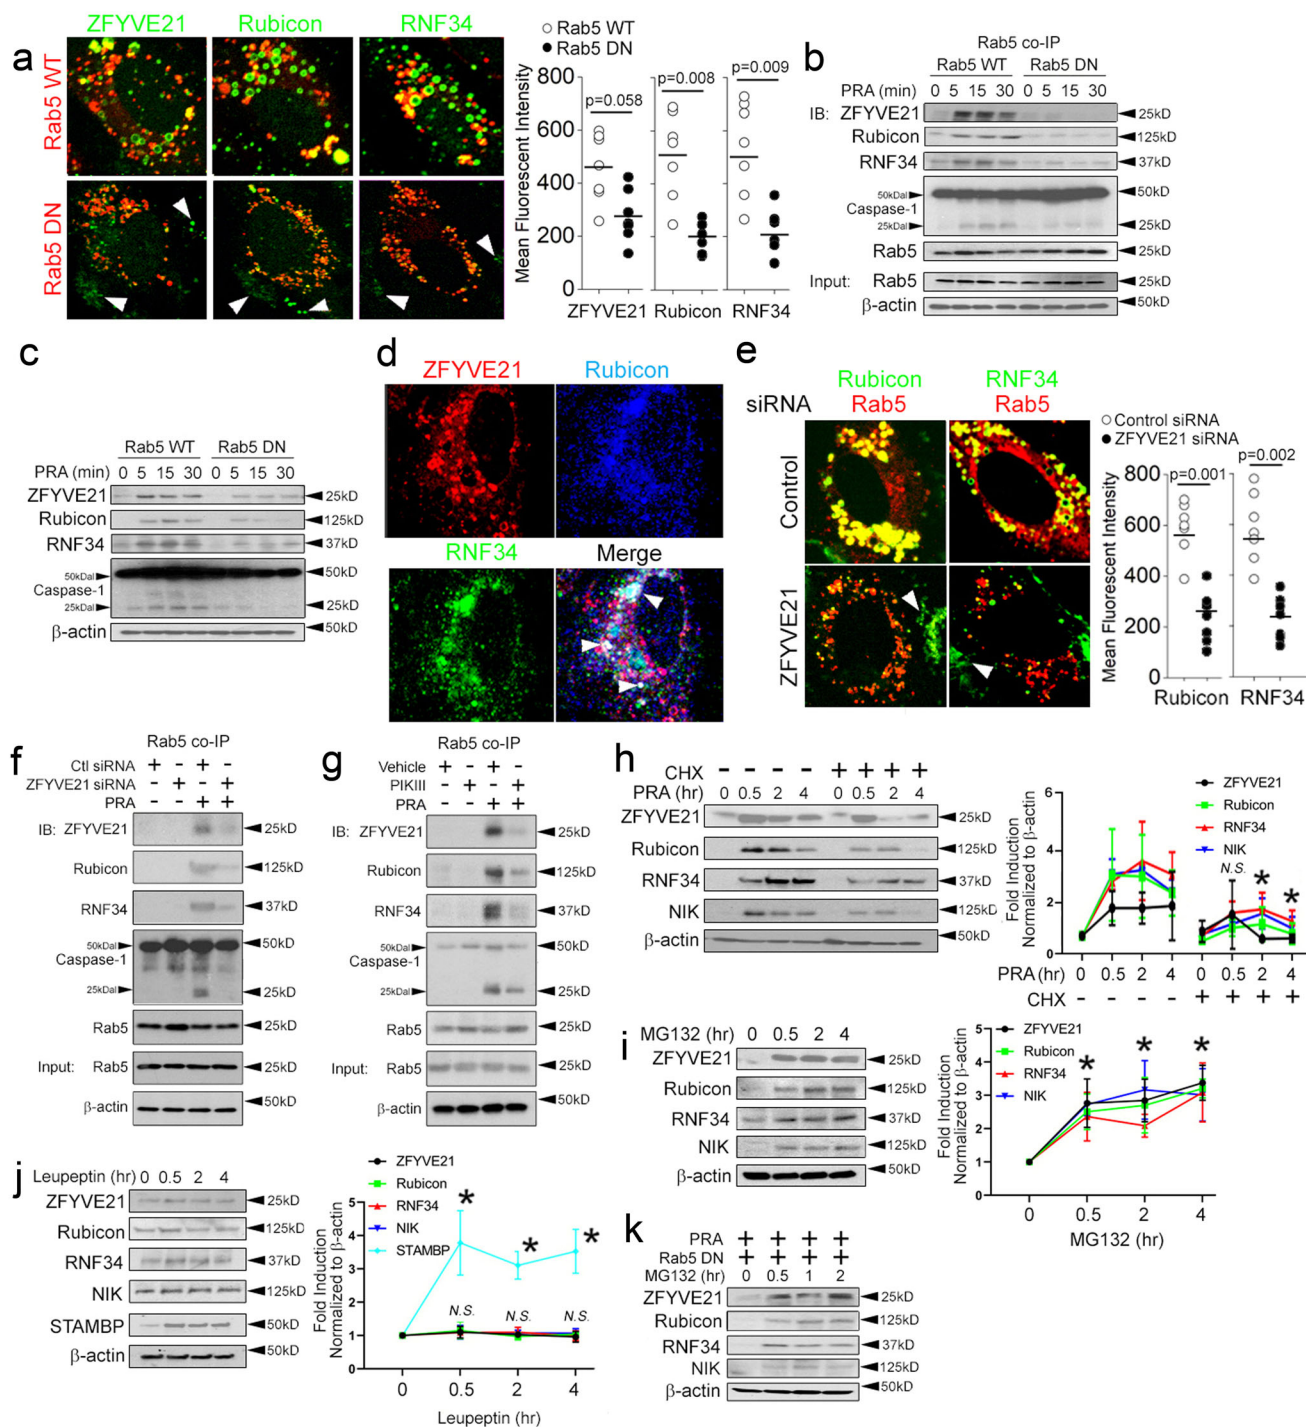 a
ZFYVE21 Rubicon RNF34
Rab5 WT
Rab5 DN
Rab5 WT
Rab5 DN
Mean Fluorescent Intensity
800
600
400
200
0
p=0.058 p=0.008 p=0.009
ZFYVE21 Rubicon RNF34
b
Rab5 co-IP
Rab5 WT Rab5 DN
PRA (min) 0 5 15 30 0 5 15 30
IB: ZFYVE21 25kD
Rubicon 125kD
RNF34 37kD
50kDal 50kD
Caspase-1
25kDal 25kD
Rab5 25kD
Input: Rab5 25kD
β-actin 50kD
c
Rab5 WT Rab5 DN
PRA (min) 0 5 15 30 0 5 15 30
ZFYVE21 25kD
Rubicon 125kD
RNF34 37kD
50kDal 50kD
Caspase-1
25kDal 25kD
β-actin 50kD
d
ZFYVE21 Rubicon
RNF34 Merge
e
Rubicon RNF34
siRNA Rab5 Rab5
Control
ZFYVE21
Control siRNA
ZFYVE21 siRNA
Mean Fluorescent Intensity
800
600
400
200
0
p=0.001 p=0.002
Rubicon RNF34
f
Rab5 co-IP
Ctl siRNA + - + -
ZFYVE21 siRNA - + - +
PRA - - + +
IB: ZFYVE21 25kD
Rubicon 125kD
RNF34 37kD
50kDal 50kD
Caspase-1
25kDal 25kD
Rab5 25kD
Input: Rab5 25kD
β-actin 50kD
g
Rab5 co-IP
Vehicle + - + -
PIKIII - + - +
PRA - - + +
IB: ZFYVE21 25kD
Rubicon 125kD
RNF34 37kD
50kDal 50kD
Caspase-1
25kDal 25kD
Rab5 25kD
Input: Rab5 25kD
β-actin 50kD
h
CHX - - - - + + + +
PRA (hr) 0 0.5 2 4 0 0.5 2 4
ZFYVE21 25kD
Rubicon 125kD
RNF34 37kD
NIK 125kD
β-actin 50kD
Fold Induction
Normalized to β-actin
6
4
2
0
ZFYVE21
Rubicon
RNF34
NIK
N.S. * *
PRA (hr) 0 0.5 2 4 0 0.5 2 4
CHX - - - - + + + +
i
MG132 (hr) 0 0.5 2 4
ZFYVE21 25kD
Rubicon 125kD
RNF34 37kD
NIK 125kD
β-actin 50kD
Fold Induction
Normalized to β-actin
5
4
3
2
1
0
ZFYVE21
Rubicon
RNF34
NIK
* * *
0 0.5 2 4
MG132 (hr)
j
Leupeptin (hr) 0 0.5 2 4
ZFYVE21 25kD
Rubicon 125kD
RNF34 37kD
NIK 125kD
STAMBP 50kD
β-actin 50kD
ZFYVE21
Rubicon
RNF34
NIK
STAMBP
Fold Induction
Normalized to β-actin
5
4
3
2
1
0
* * *
N.S. N.S. N.S.
0 0.5 2 4
Leupeptin (hr)
k
PRA + + + +
Rab5 DN + + + +
MG132 (hr) 0 0.5 1 2
ZFYVE21 25kD
Rubicon 125kD
RNF34 37kD
NIK 125kD
β-actin 50kD